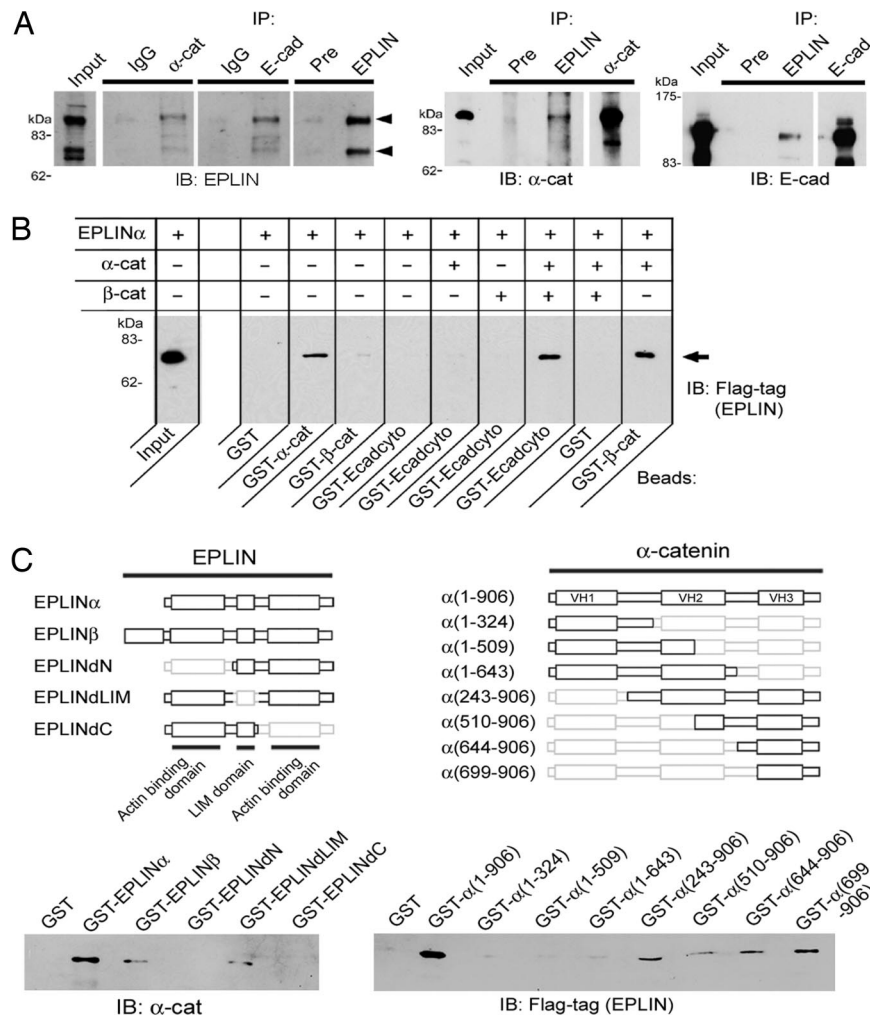 A
IP:
Input
IgG
α-cat
IgG
E-cad
Pre
EPLIN
kDa
83-
62-
IB: EPLIN
IP:
Input
Pre
EPLIN
α-cat
kDa
83-
62-
IB: α-cat
IP:
Input
Pre
EPLIN
E-cad
kDa
175-
83-
IB: E-cad
B
EPLINα + + + + + + + + + +
α-cat − − − − − + − + + +
β-cat − − − − − − + + + −
kDa
83-
62-
IB: Flag-tag
(EPLIN)
Input
GST
GST-α-cat
GST-β-cat
GST-Ecadcyto
GST-Ecadcyto
GST-Ecadcyto
GST-Ecadcyto
GST
GST-β-cat
Beads:
C
EPLIN
EPLINα
EPLINβ
EPLINdN
EPLINdLIM
EPLINdC
Actin binding
domain
LIM domain
Actin binding
domain
α-catenin
α(1-906) VH1 VH2 VH3
α(1-324)
α(1-509)
α(1-643)
α(243-906)
α(510-906)
α(644-906)
α(699-906)
GST
GST-EPLINα
GST-EPLINβ
GST-EPLINdN
GST-EPLINdLIM
GST-EPLINdC
IB: α-cat
GST
GST-α(1-906)
GST-α(1-324)
GST-α(1-509)
GST-α(1-643)
GST-α(243-906)
GST-α(510-906)
GST-α(644-906)
GST-α(699
-906)
IB: Flag-tag (EPLIN)